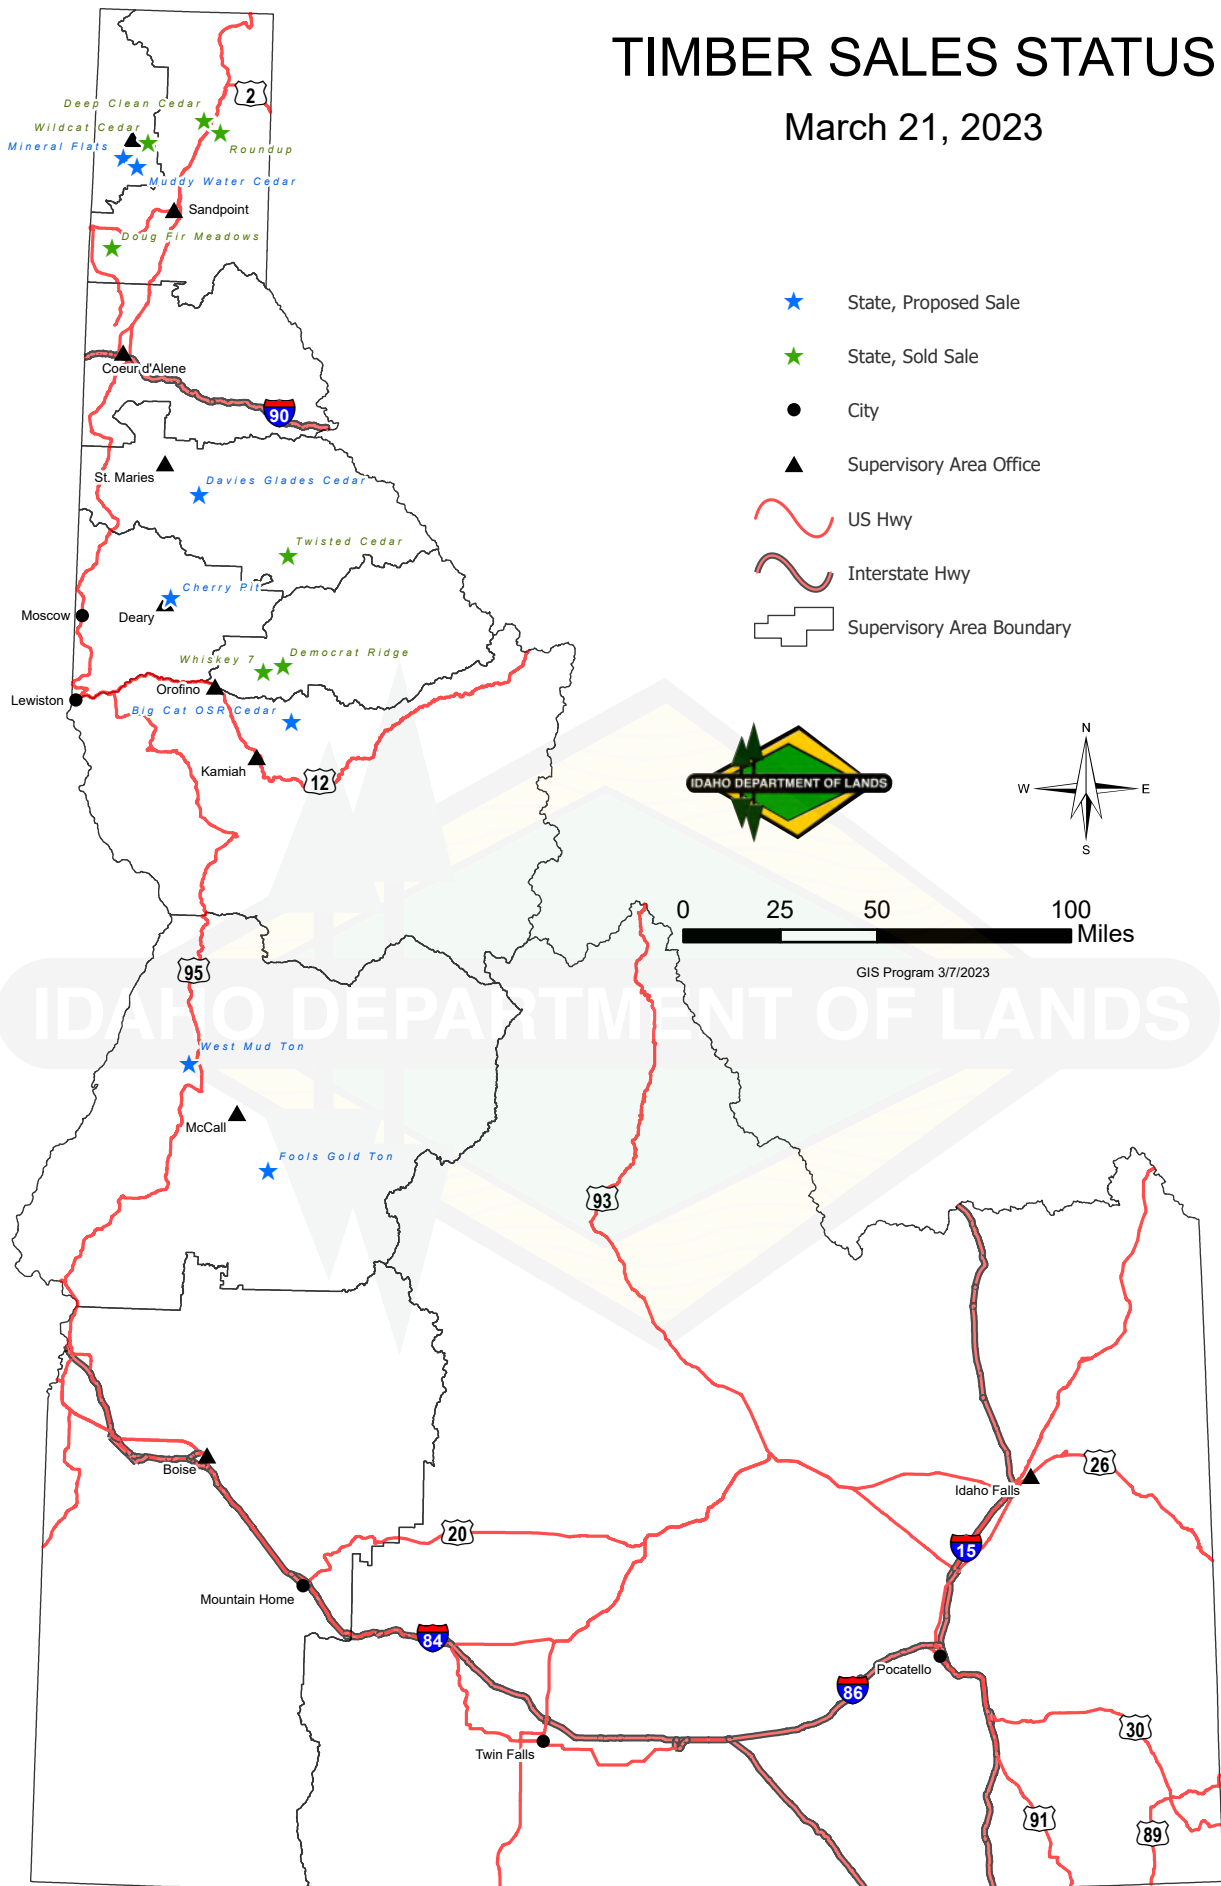 TIMBER SALES STATUS
March 21, 2023
2
Deep Clean Cedar
Wildcat Cedar
Roundup
Mineral Flats
Muddy Water Cedar
Sandpoint
Doug Fir Meadows
State, Proposed Sale
State, Sold Sale
City
Supervisory Area Office
US Hwy
Interstate Hwy
Supervisory Area Boundary
Coeur d'Alene
90
St. Maries
Davies Glades Cedar
Twisted Cedar
Cherry Pit
Moscow
Deary
Whiskey 7
Democrat Ridge
Orofino
Lewiston
Big Cat OSR Cedar
Kamiah
12
IDAHO DEPARTMENT OF LANDS
N
W
E
S
0 25 50 100
Miles
GIS Program 3/7/2023
95
IDAHO DEPARTMENT OF LANDS
West Mud Ton
McCall
Fools Gold Ton
93
Boise
Idaho Falls
26
20
15
Mountain Home
84
Pocatello
86
Twin Falls
30
91
89